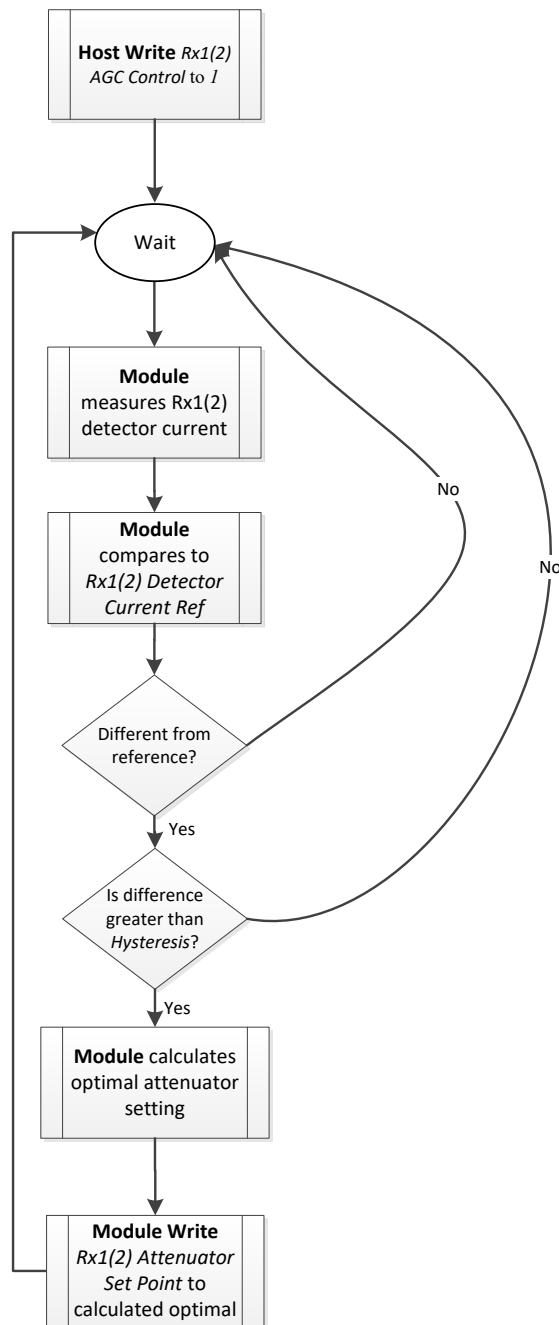 Host Write Rx1(2)
AGC Control to 1
Wait
Module
measures Rx1(2)
detector current
No
Module
compares to
Rx1(2) Detector
Current Ref
No
Different from
reference?
Yes
Is difference
greater than
Hysteresis?
Yes
Module calculates
optimal attenuator
setting
Module Write
Rx1(2) Attenuator
Set Point to
calculated optimal